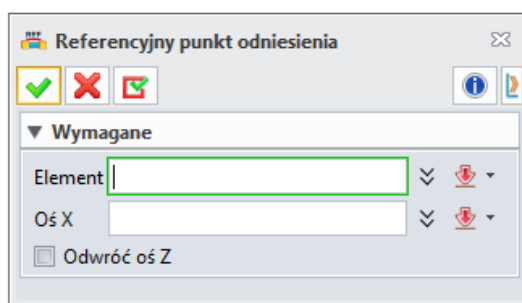 Referencyjny punkt odniesienia
Wymagane
Element
Oś X
Odwróć oś Z